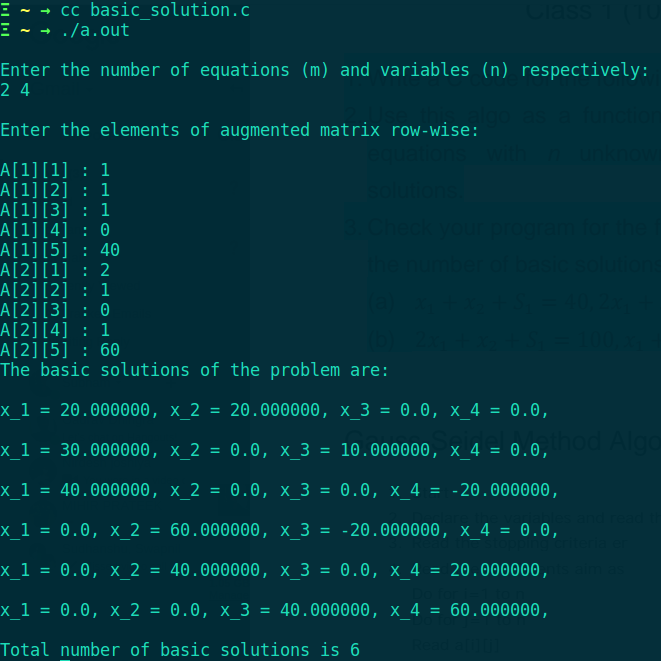 Ξ ~ → cc basic_solution.c
Ξ ~ → ./a.out
Enter the number of equations (m) and variables (n) respectively:
2 4
Enter the elements of augmented matrix row-wise:
A[1][1] : 1
A[1][2] : 1
A[1][3] : 1
A[1][4] : 0
A[1][5] : 40
A[2][1] : 2
A[2][2] : 1
A[2][3] : 0
A[2][4] : 1
A[2][5] : 60
The basic solutions of the problem are:
x_1 = 20.000000, x_2 = 20.000000, x_3 = 0.0, x_4 = 0.0,
x_1 = 30.000000, x_2 = 0.0, x_3 = 10.000000, x_4 = 0.0,
x_1 = 40.000000, x_2 = 0.0, x_3 = 0.0, x_4 = -20.000000,
x_1 = 0.0, x_2 = 60.000000, x_3 = -20.000000, x_4 = 0.0,
x_1 = 0.0, x_2 = 40.000000, x_3 = 0.0, x_4 = 20.000000,
x_1 = 0.0, x_2 = 0.0, x_3 = 40.000000, x_4 = 60.000000,
Total number of basic solutions is 6